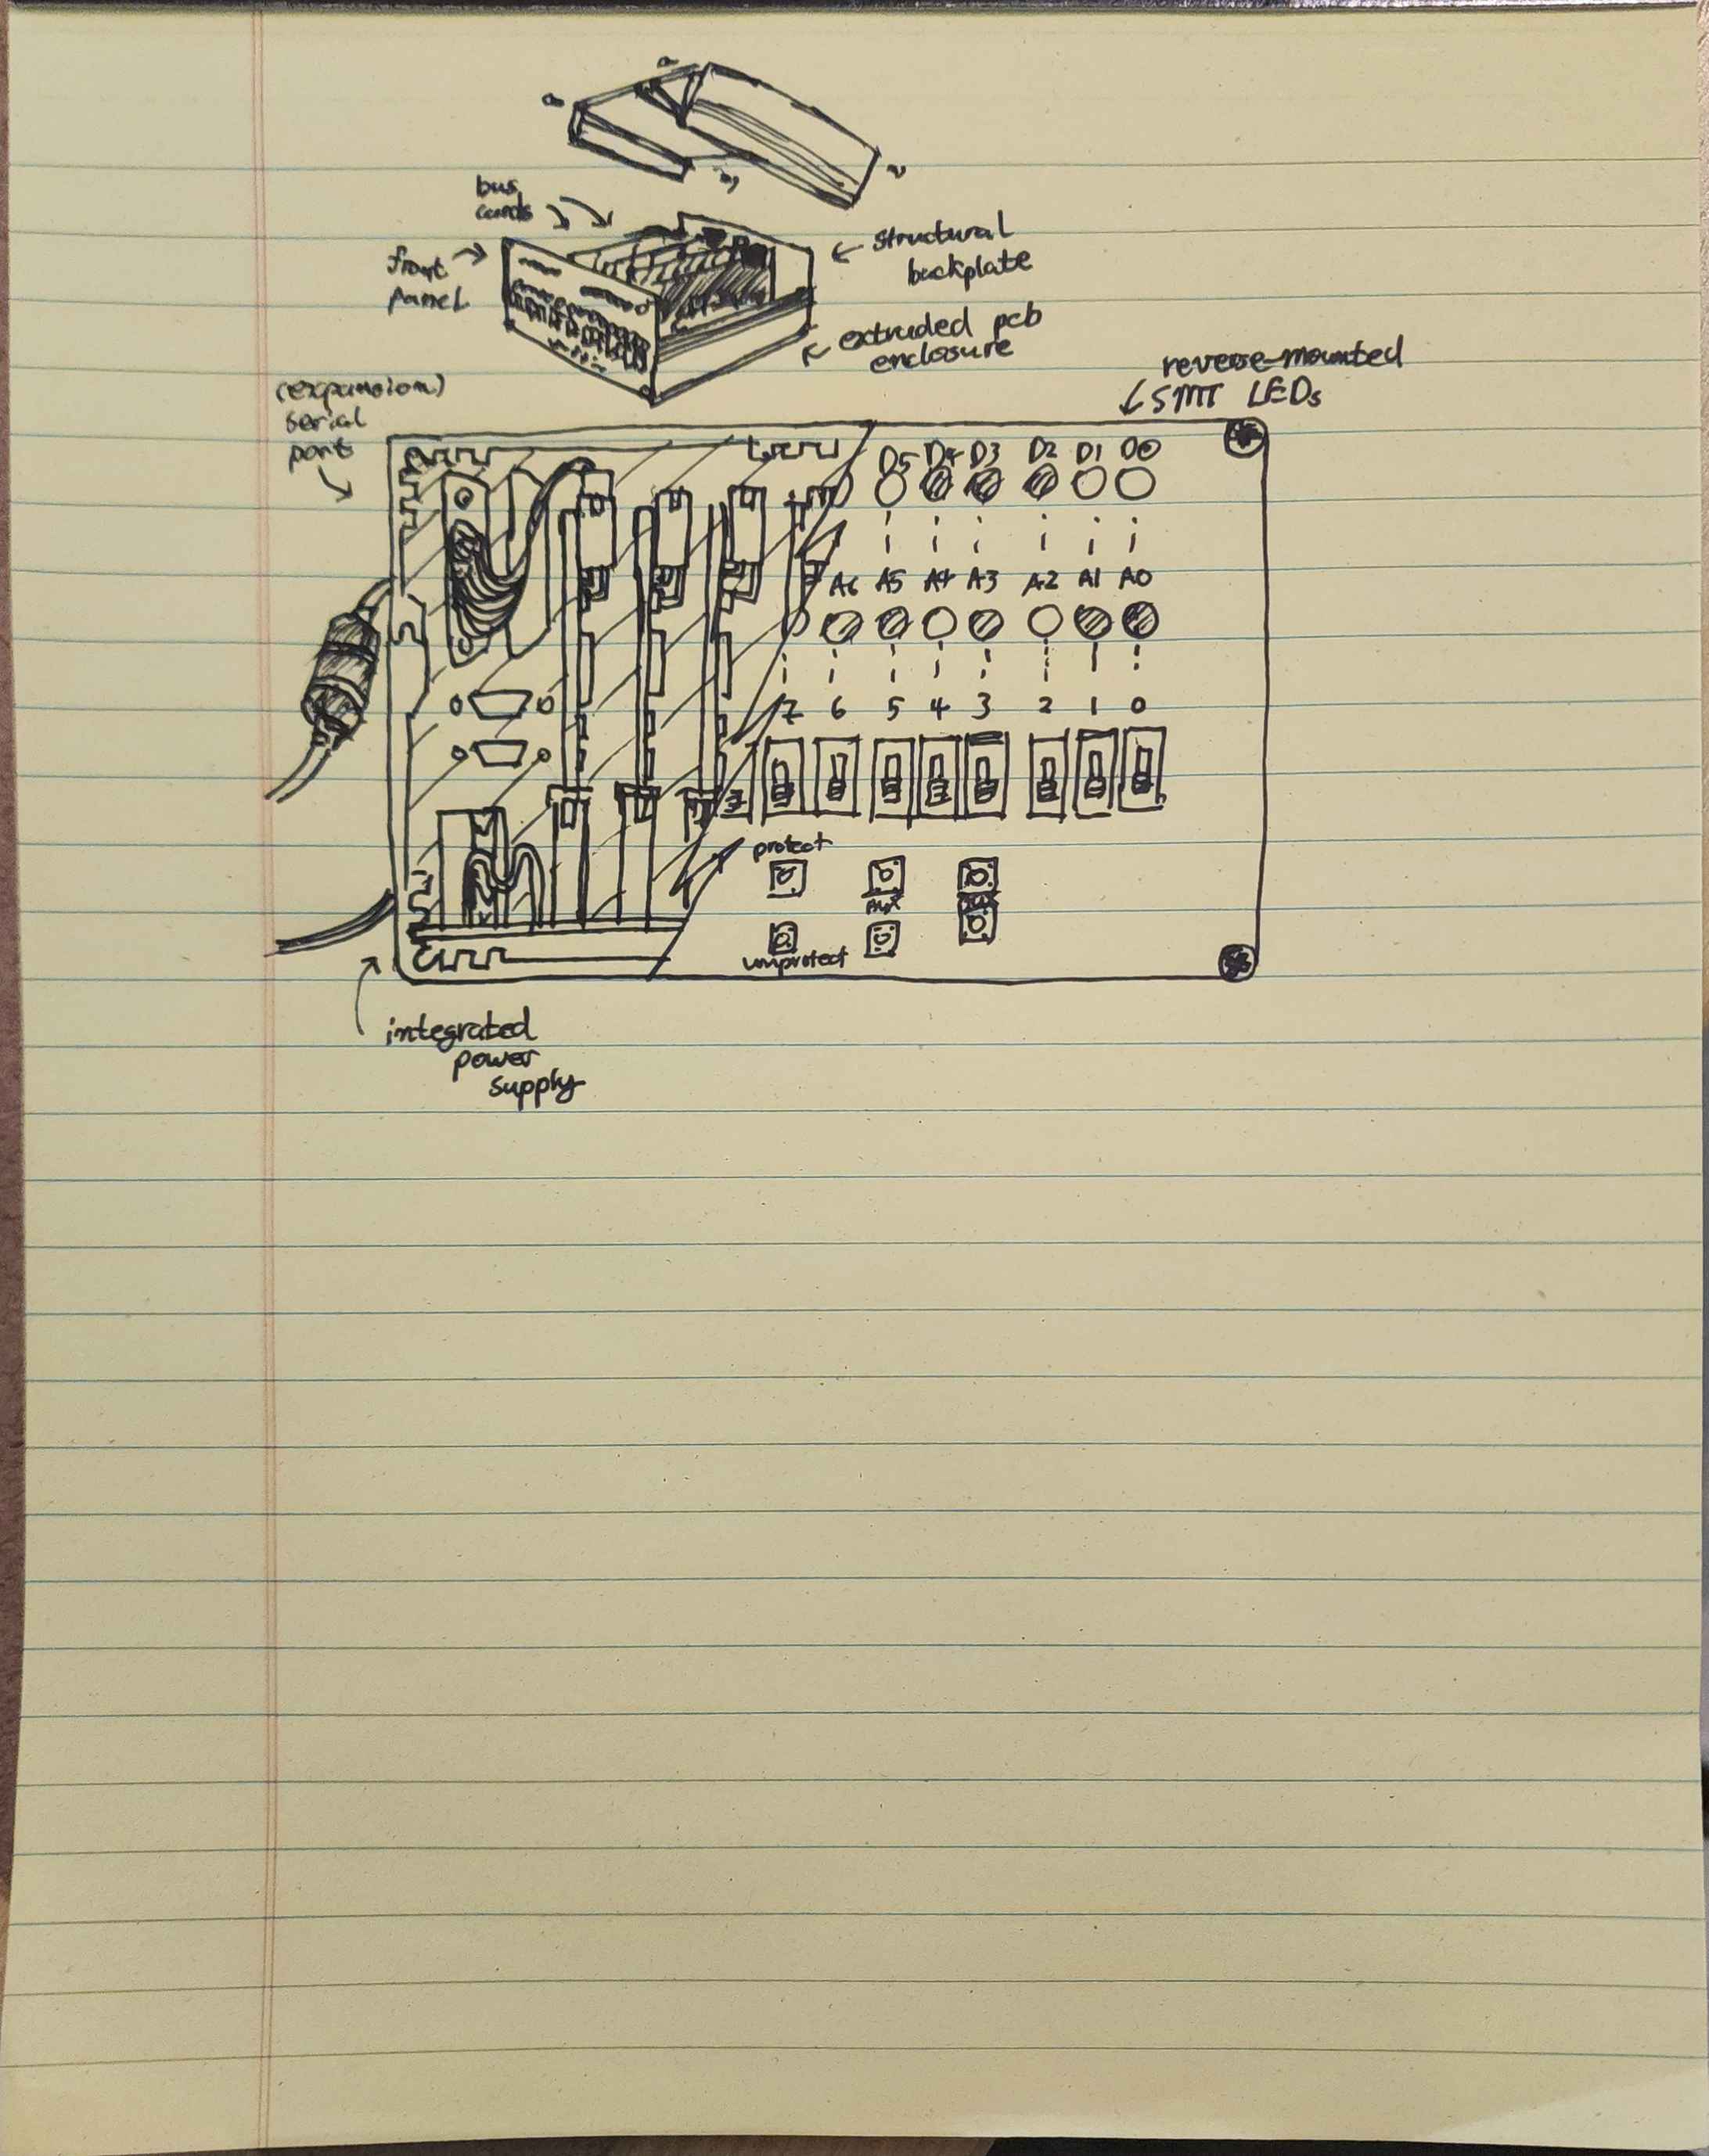 bus
cards
front
panel
structural
backplate
extruded pcb
enclosure
reverse-mounted
SMT LEDs
(expansion)
serial
port
D5 D4 D3 D2 D1 D0
A6 A5 A4 A3 A2 A1 A0
7 6 5 4 3 2 1 0
protect
unprotect
integrated
power
supply